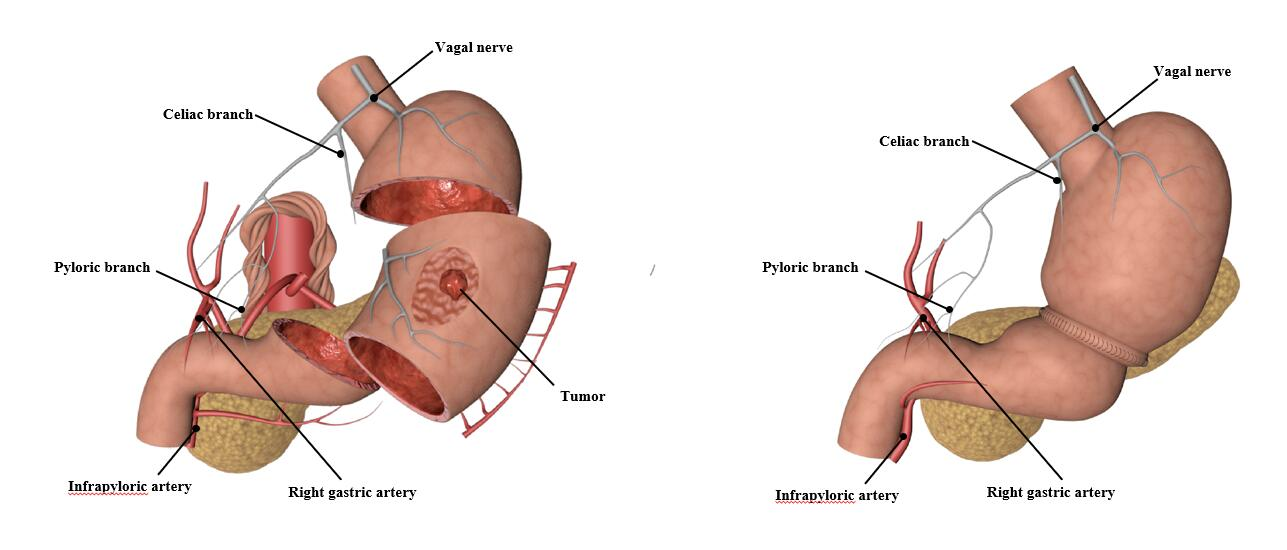 Vagal nerve
Celiac branch
Pyloric branch
Tumor
Infrapyloric artery
Right gastric artery
Vagal nerve
Celiac branch
Pyloric branch
Infrapyloric artery
Right gastric artery